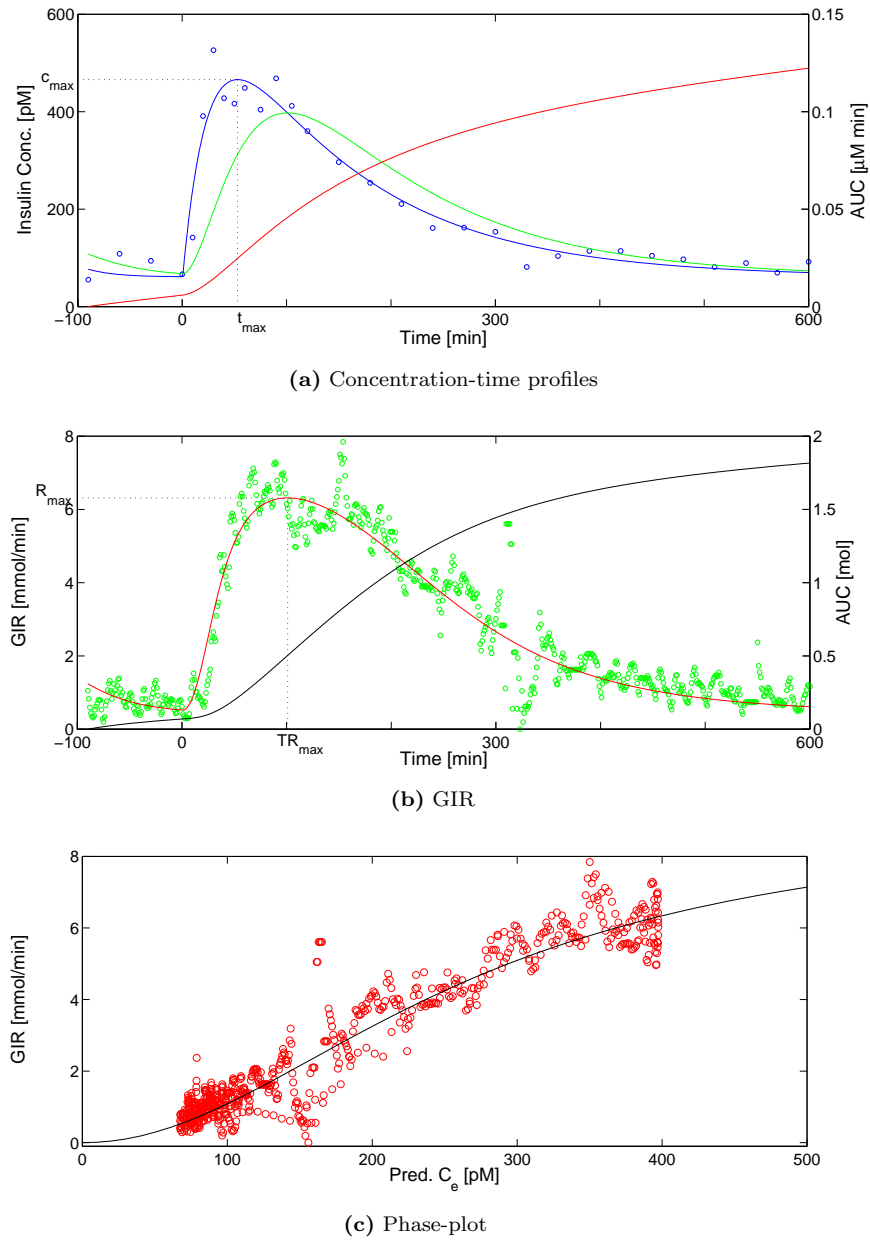 600
0.15
c_max
400
0.1
Insulin Conc. [pM]
AUC [μM min]
200
0.05
0
0
−100
0
t_max
300
600
Time [min]
(a) Concentration-time profiles
8
2
R_max
6
1.5
GIR [mmol/min]
AUC [mol]
4
1
2
0.5
0
0
−100
0
TR_max
300
600
Time [min]
(b) GIR
8
6
GIR [mmol/min]
4
2
0
0
100
200
300
400
500
Pred. C_e [pM]
(c) Phase-plot